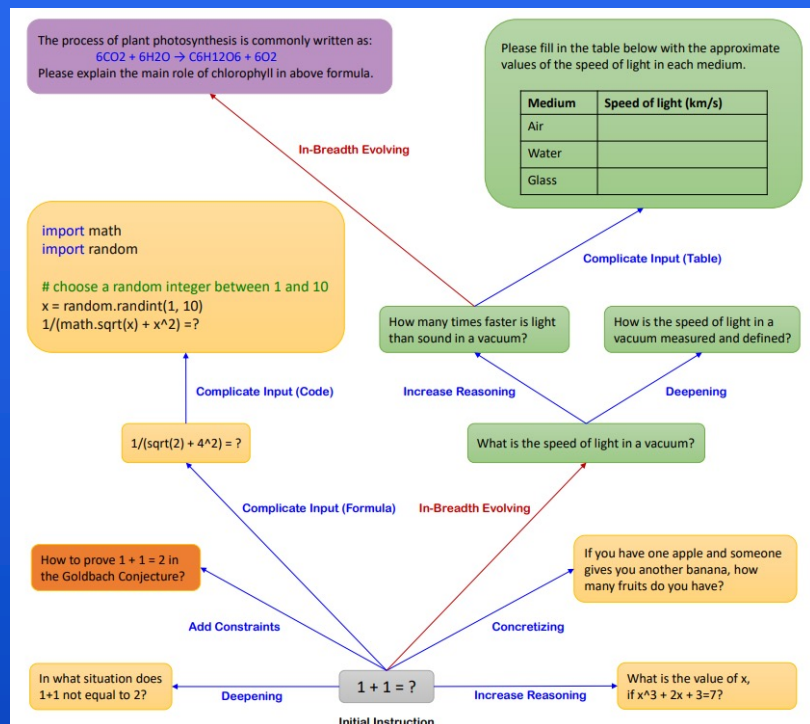 The process of plant photosynthesis is commonly written as:
6CO2 + 6H2O → C6H12O6 + 6O2
Please explain the main role of chlorophyll in above formula.
Please fill in the table below with the approximate
values of the speed of light in each medium.
Medium Speed of light (km/s)
Air
Water
Glass
In-Breadth Evolving
import math
import random
# choose a random integer between 1 and 10
x = random.randint(1, 10)
1/(math.sqrt(x) + x^2) =?
Complicate Input (Table)
How many times faster is light
than sound in a vacuum?
How is the speed of light in a
vacuum measured and defined?
Complicate Input (Code)
Increase Reasoning
Deepening
1/(sqrt(2) + 4^2) = ?
What is the speed of light in a vacuum?
Complicate Input (Formula)
In-Breadth Evolving
How to prove 1 + 1 = 2 in
the Goldbach Conjecture?
If you have one apple and someone
gives you another banana, how
many fruits do you have?
Add Constraints
Concretizing
In what situation does
1+1 not equal to 2?
Deepening
1 + 1 = ?
Increase Reasoning
What is the value of x,
if x^3 + 2x + 3=7?
Initial Instruction